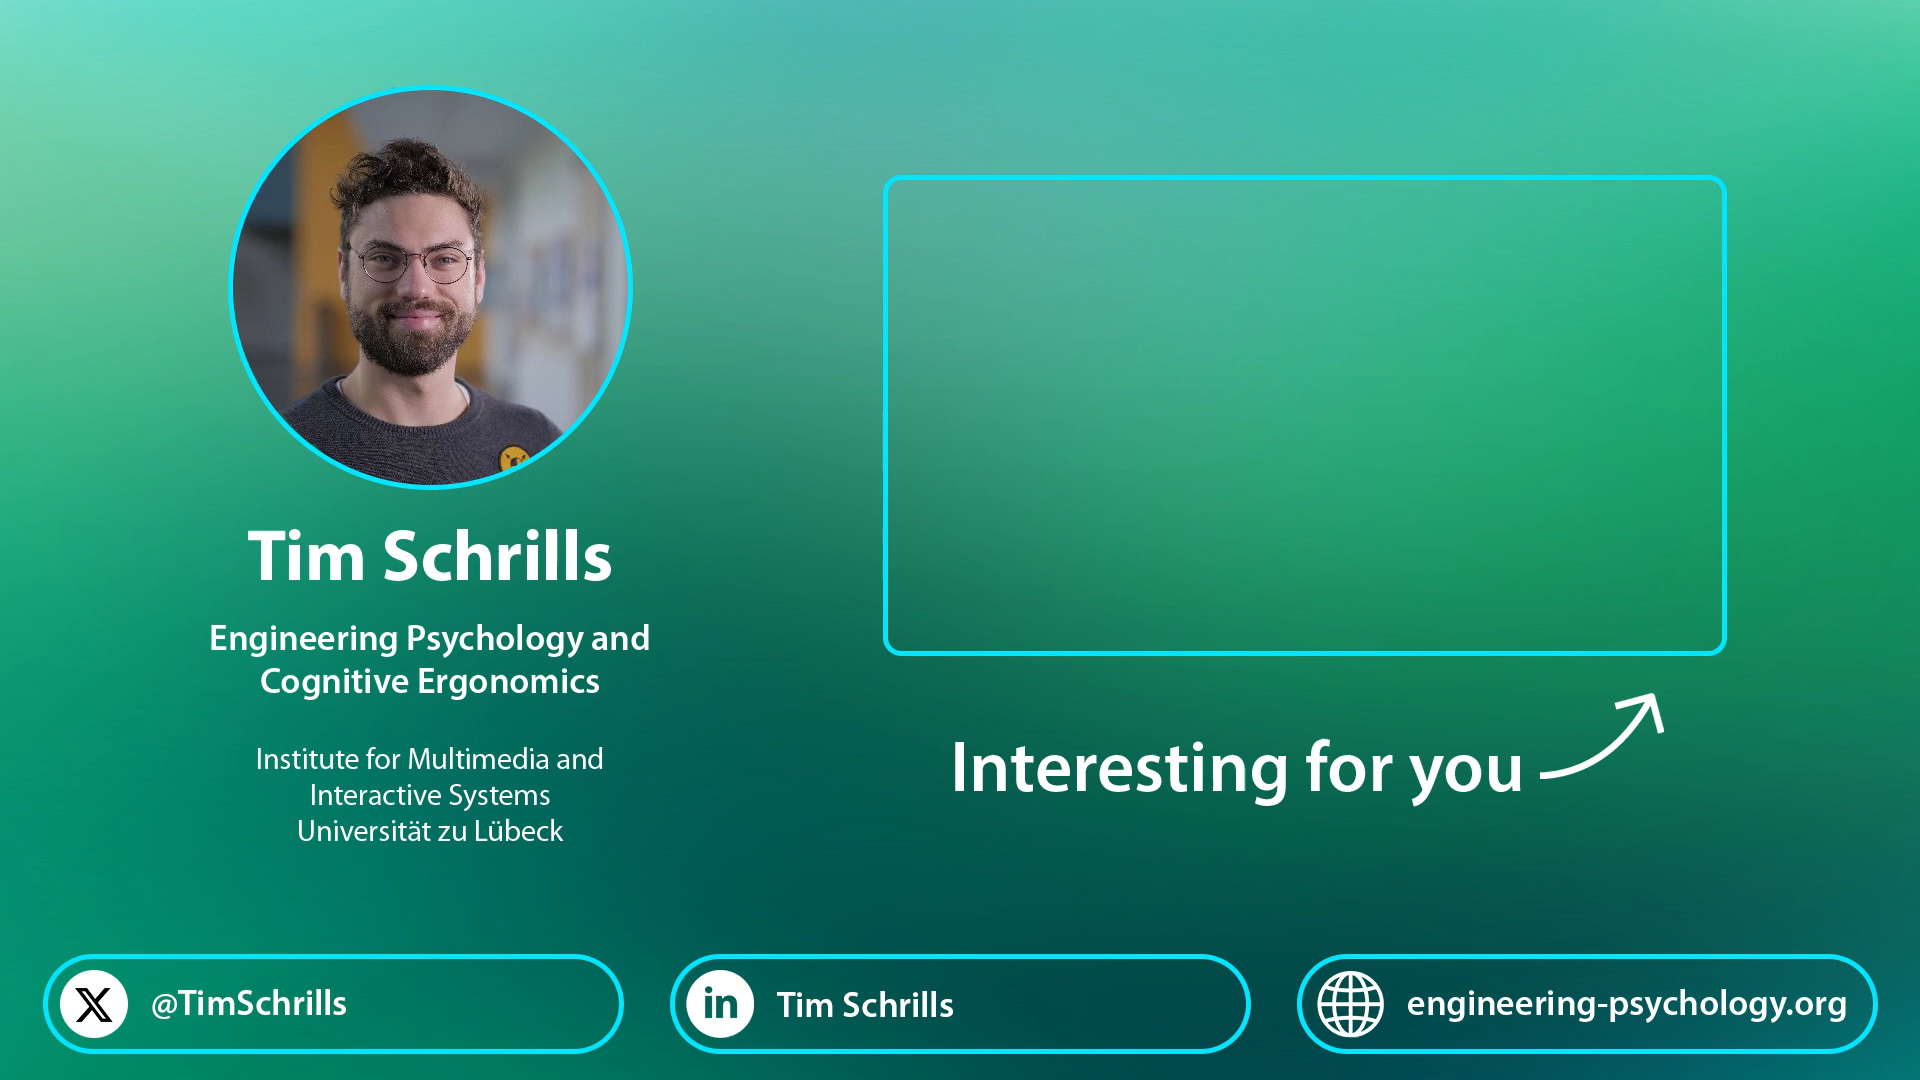 Tim Schrills
Engineering Psychology and
Cognitive Ergonomics
Institute for Multimedia and
Interactive Systems
Universität zu Lübeck
Interesting for you
X @TimSchrills
in Tim Schrills
engineering-psychology.org